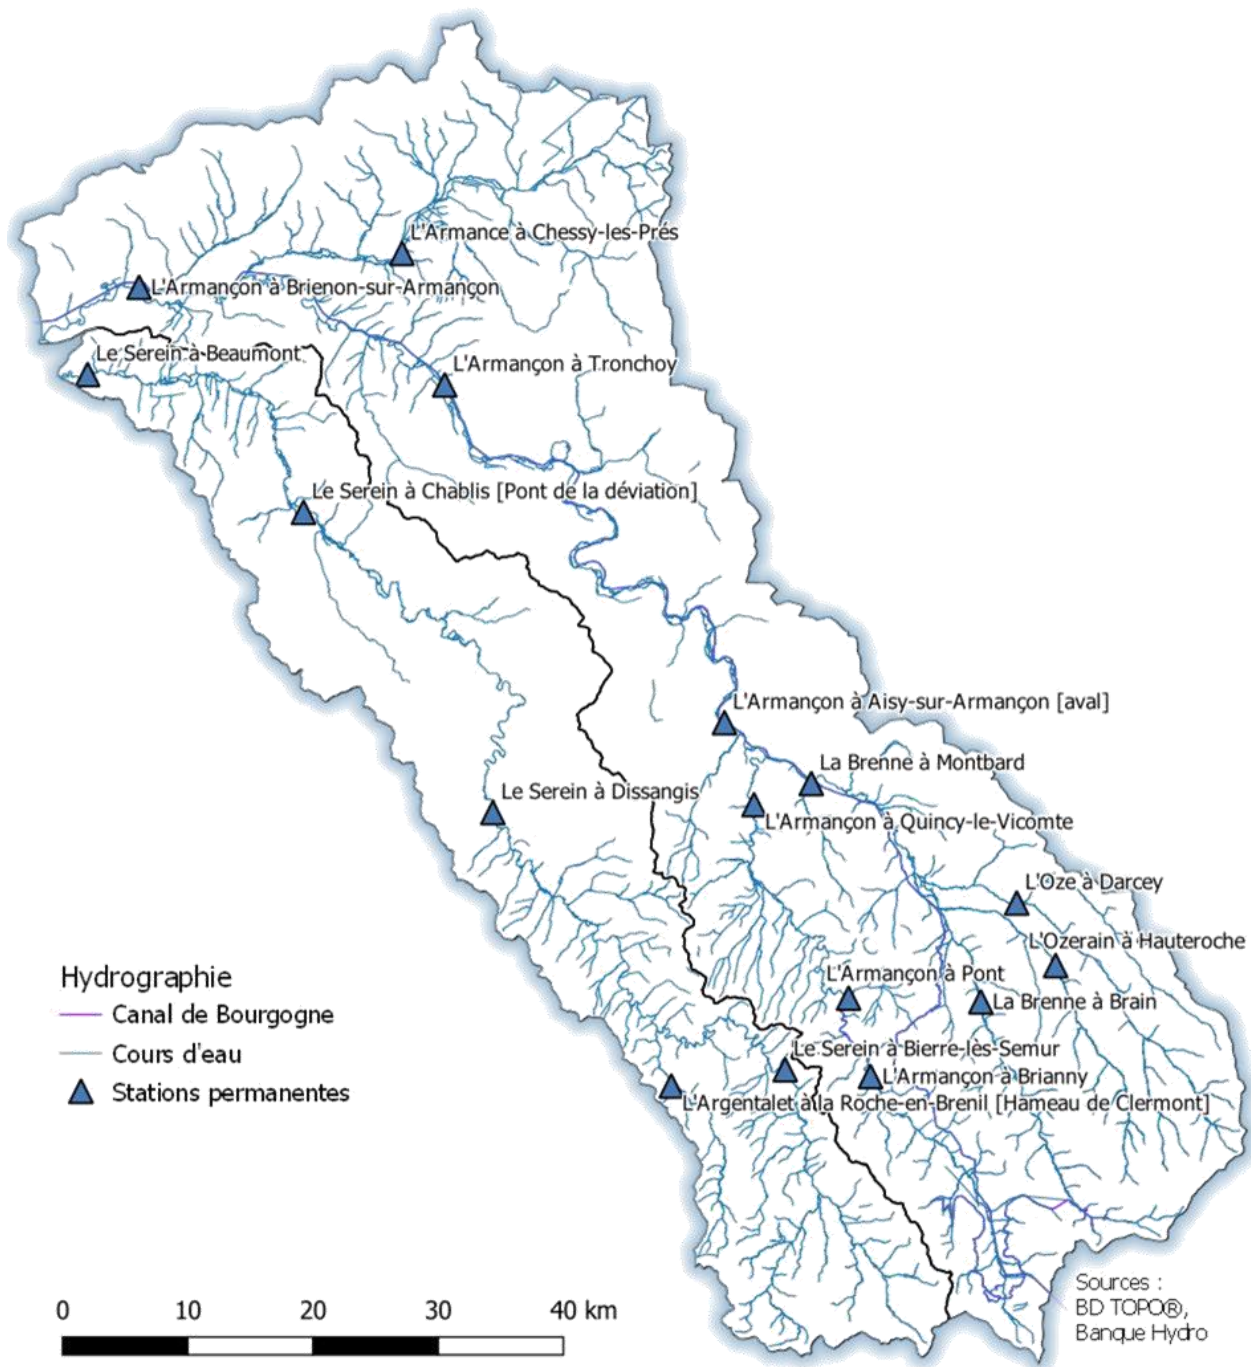 L'Armance à Chessy-les-Prés
L'Armançon à Brienon-sur-Armançon
Le Serein à Beaumont
L'Armançon à Tronchoy
Le Serein à Chablis [Pont de la déviation]
L'Armançon à Aisy-sur-Armançon [aval]
La Brenne à Montbard
Le Serein à Dissangis
L'Armançon à Quincy-le-Vicomte
L'Oze à Darcey
L'Ozerain à Hauteroche
L'Armançon à Pont
La Brenne à Brain
Le Serein à Bierre-lès-Semur
L'Armançon à Brianny
L'Argentalet à la Roche-en-Brenil [Hameau de Clermont]
Hydrographie
Canal de Bourgogne
Cours d'eau
Stations permanentes
0 10 20 30 40 km
Sources :
BD TOPO®,
Banque Hydro